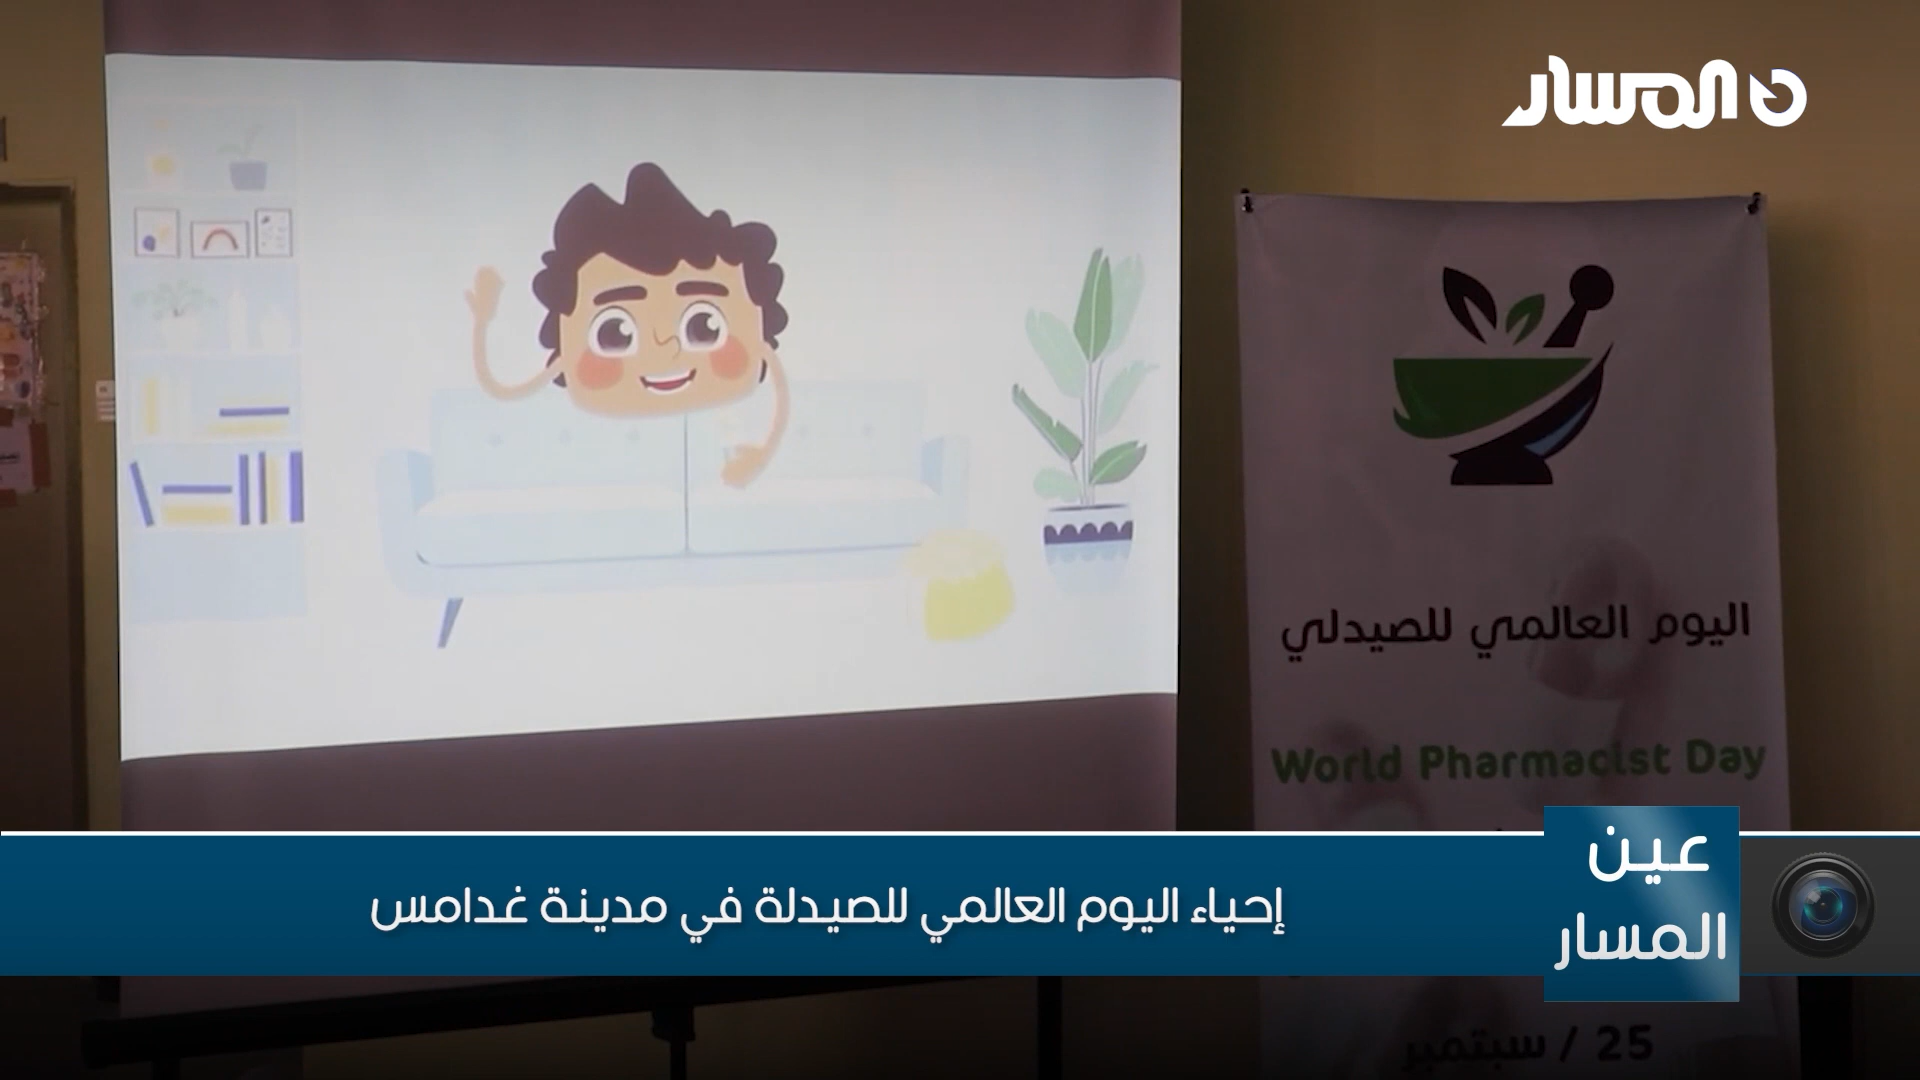 المسار
اليوم العالمي للصيدلي
World Pharmacist Day
عين
المسار
إحياء اليوم العالمي للصيدلة في مدينة غدامس
25 / سبتمبر